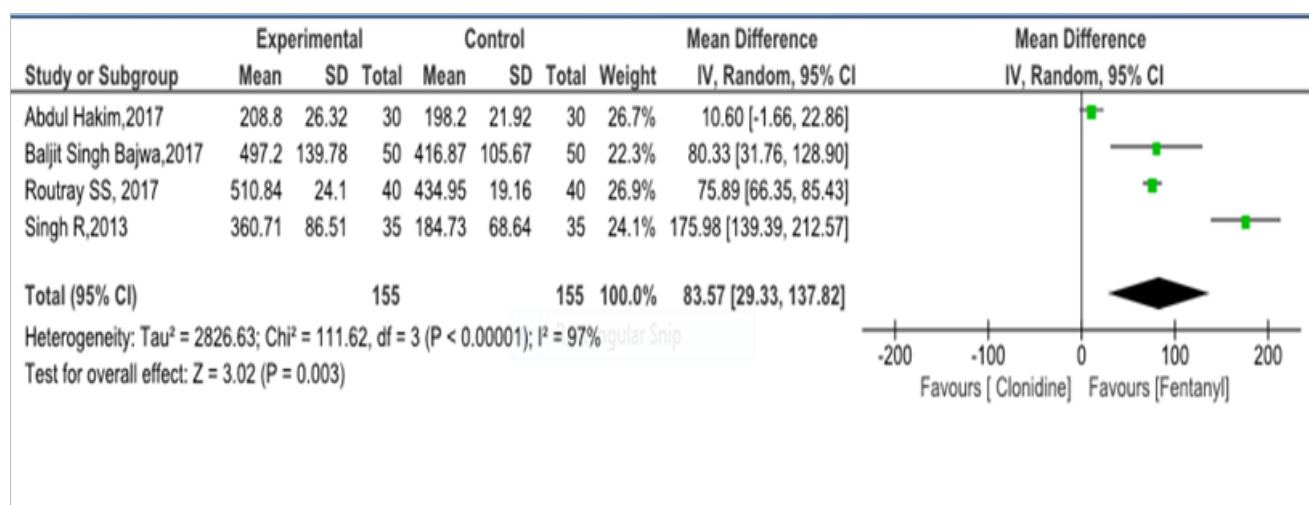 Experimental Control Mean Difference Mean Difference
Study or Subgroup Mean SD Total Mean SD Total Weight IV, Random, 95% CI IV, Random, 95% CI
Abdul Hakim,2017 208.8 26.32 30 198.2 21.92 30 26.7% 10.60 [-1.66, 22.86]
Baljit Singh Bajwa,2017 497.2 139.78 50 416.87 105.67 50 22.3% 80.33 [31.76, 128.90]
Routray SS, 2017 510.84 24.1 40 434.95 19.16 40 26.9% 75.89 [66.35, 85.43]
Singh R,2013 360.71 86.51 35 184.73 68.64 35 24.1% 175.98 [139.39, 212.57]
Total (95% CI) 155 155 100.0% 83.57 [29.33, 137.82]
Heterogeneity: Tau² = 2826.63; Chi² = 111.62, df = 3 (P < 0.00001); I² = 97%
Snip
Test for overall effect: Z = 3.02 (P = 0.003)
-200 -100 0 100 200
Favours [ Clonidine] Favours [Fentanyl]